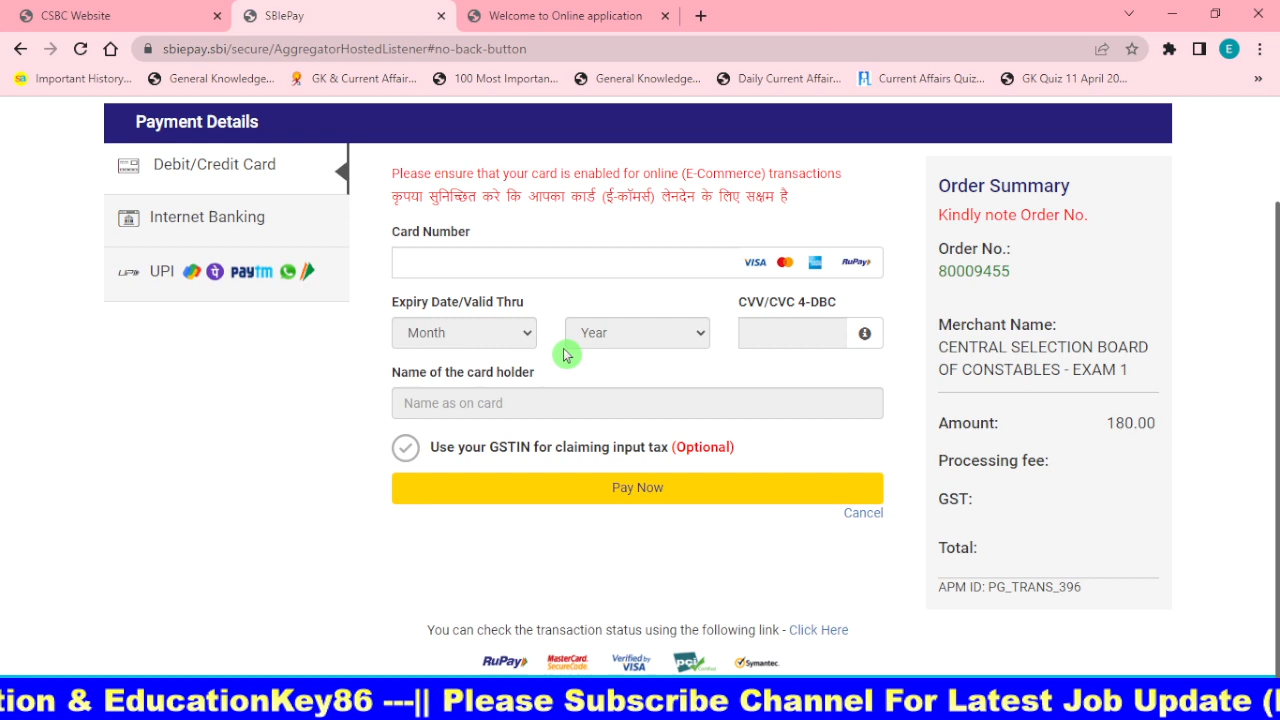 CSBC Website
SBIePay
Welcome to Online application
sbiepay.sbi/secure/AggregatorHostedListener#no-back-button
E
Important History...
General Knowledge...
GK & Current Affair...
100 Most Importan...
General Knowledge...
Daily Current Affair...
Current Affairs Quiz...
GK Quiz 11 April 20...
Payment Details
Debit/Credit Card
Internet Banking
UPI paytm
Please ensure that your card is enabled for online (E-Commerce) transactions
कृपया सुनिच्छित करे कि आपका कार्ड (ई-कॉमर्स) लेनदेन के लिए सक्षम है
Card Number
VISA
RuPay
Expiry Date/Valid Thru
CVV/CVC 4-DBC
Month
Year
Name of the card holder
Name as on card
Use your GSTIN for claiming input tax (Optional)
Pay Now
Cancel
Order Summary
Kindly note Order No.
Order No.:
80009455
Merchant Name:
CENTRAL SELECTION BOARD
OF CONSTABLES - EXAM 1
Amount: 180.00
Processing fee:
GST:
Total:
APM ID: PG_TRANS_396
You can check the transaction status using the following link - Click Here
RuPay
MasterCard.
SecureCode.
Verified by
VISA
pci
Symantec.
tion & EducationKey86 ---|| Please Subscribe Channel For Latest Job Update (